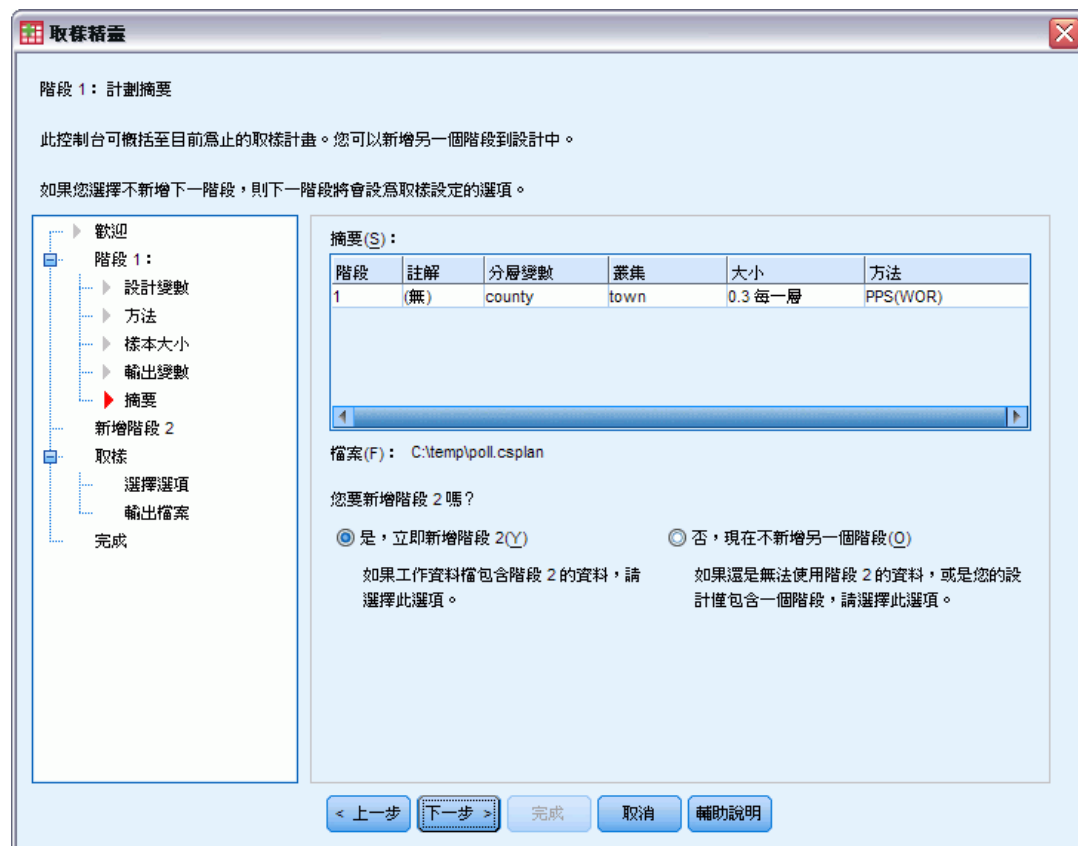 取樣精靈
階段 1：計劃摘要
此控制台可概括至目前為止的取樣計畫。您可以新增另一個階段到設計中。
如果您選擇不新增下一階段，則下一階段將會設為取樣設定的選項。
歡迎
階段 1：
設計變數
方法
樣本大小
輸出變數
摘要
新增階段 2
取樣
選擇選項
輸出檔案
完成
摘要(S)：
階段 註解 分層變數 叢集 大小 方法
1 (無) county town 0.3 每一層 PPS(WOR)
檔案(F)： C:\temp\poll.csplan
您要新增階段 2 嗎？
是，立即新增階段 2(Y)
如果工作資料檔包含階段 2 的資料，請
選擇此選項。
否，現在不新增另一個階段(O)
如果還是無法使用階段 2 的資料，或是您的設
計僅包含一個階段，請選擇此選項。
< 上一步 下一步 > 完成 取消 輔助說明